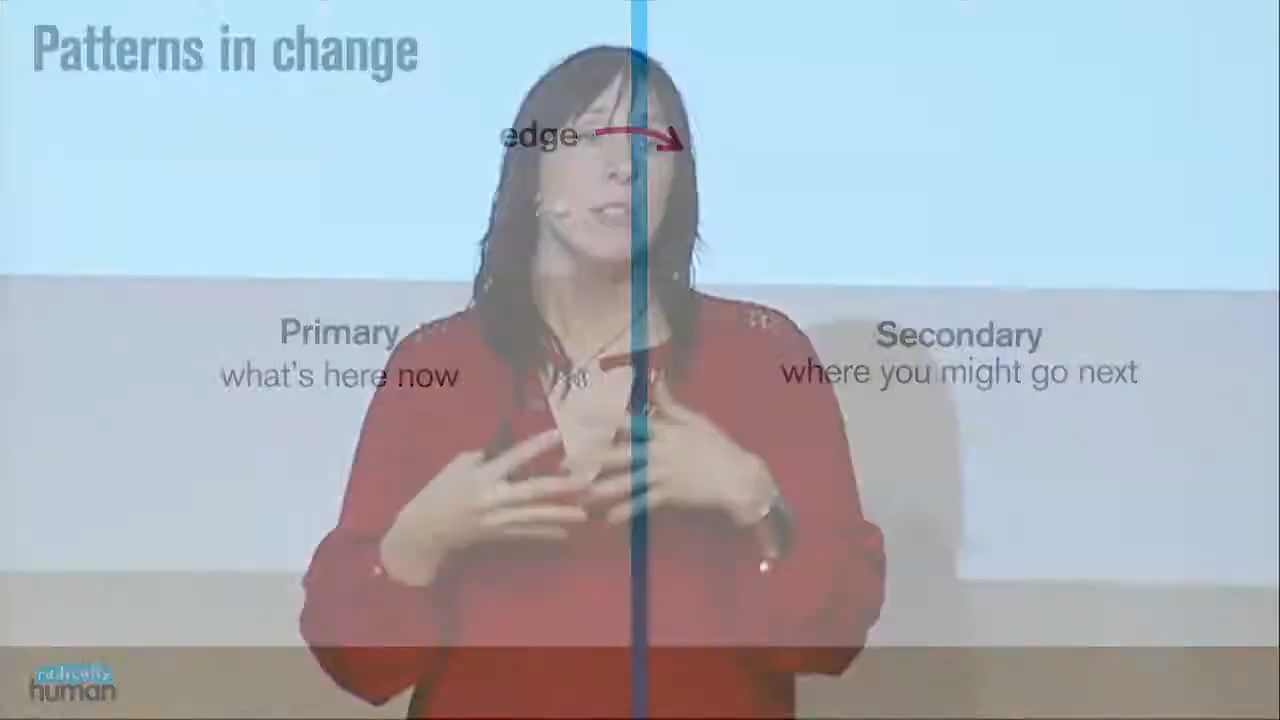 Patterns in change
edge
Primary
what's here now
Secondary
where you might go next
radically
human